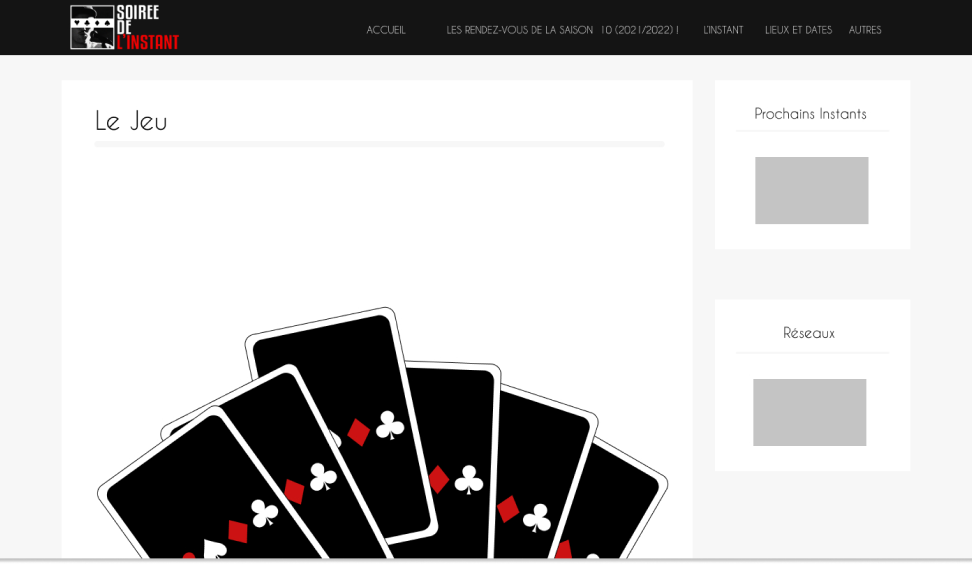 SOIREE
DE
L'INSTANT
ACCUEIL LES RENDEZ-VOUS DE LA SAISON 10 (2021/2022) ! L'INSTANT LIEUX ET DATES AUTRES
Le Jeu
Prochains Instants
Réseaux